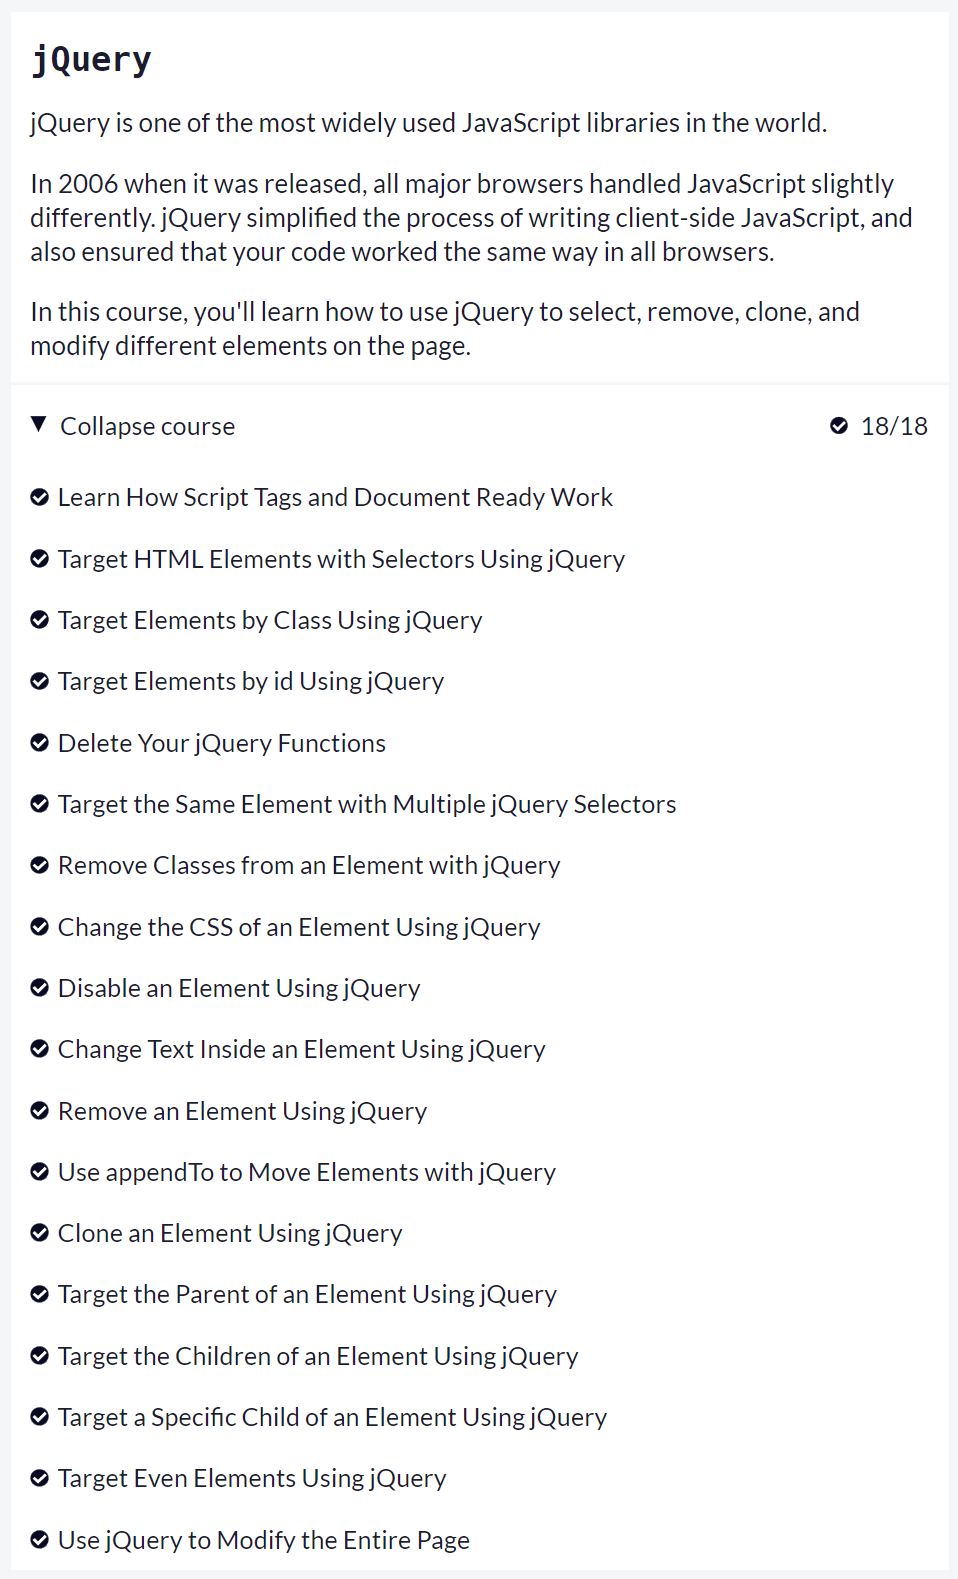 jQuery
jQuery is one of the most widely used JavaScript libraries in the world.
In 2006 when it was released, all major browsers handled JavaScript slightly
differently. jQuery simplified the process of writing client-side JavaScript, and
also ensured that your code worked the same way in all browsers.
In this course, you'll learn how to use jQuery to select, remove, clone, and
modify different elements on the page.
Collapse course 18/18
Learn How Script Tags and Document Ready Work
Target HTML Elements with Selectors Using jQuery
Target Elements by Class Using jQuery
Target Elements by id Using jQuery
Delete Your jQuery Functions
Target the Same Element with Multiple jQuery Selectors
Remove Classes from an Element with jQuery
Change the CSS of an Element Using jQuery
Disable an Element Using jQuery
Change Text Inside an Element Using jQuery
Remove an Element Using jQuery
Use appendTo to Move Elements with jQuery
Clone an Element Using jQuery
Target the Parent of an Element Using jQuery
Target the Children of an Element Using jQuery
Target a Specific Child of an Element Using jQuery
Target Even Elements Using jQuery
Use jQuery to Modify the Entire Page